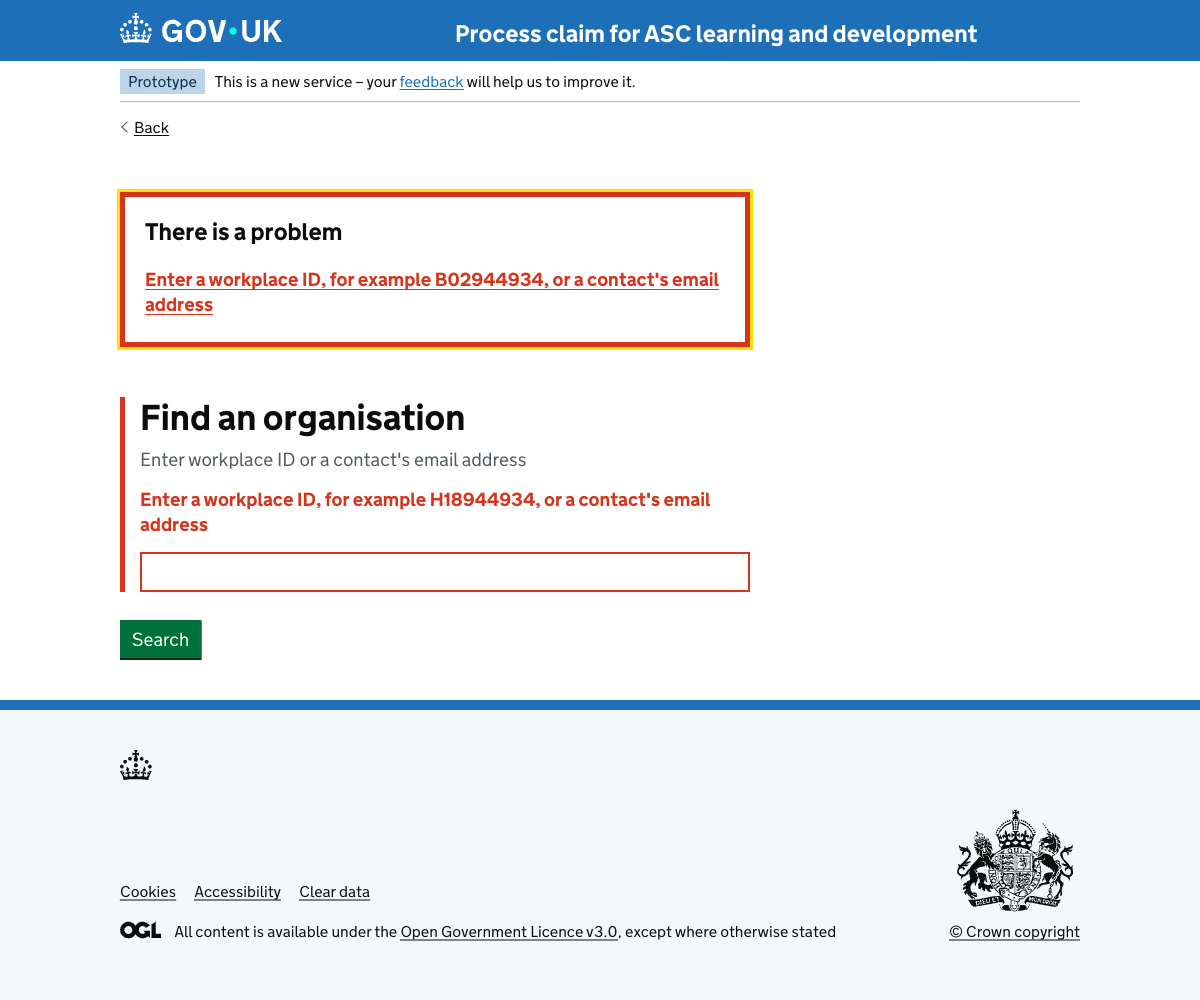 GOV·UK
Process claim for ASC learning and development
Prototype This is a new service – your feedback will help us to improve it.
Back
There is a problem
Enter a workplace ID, for example B02944934, or a contact's email
address
Find an organisation
Enter workplace ID or a contact's email address
Enter a workplace ID, for example H18944934, or a contact's email
address
Search
Cookies Accessibility Clear data
OGL All content is available under the Open Government Licence v3.0, except where otherwise stated
© Crown copyright